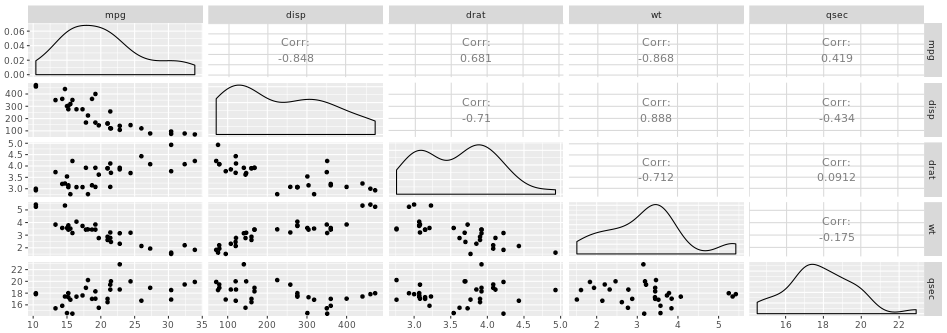 mpg disp drat wt qsec
0.06
0.04
0.02
0.00
Corr:
-0.848
Corr:
0.681
Corr:
-0.868
Corr:
0.419
mpg
400
300
200
100
Corr:
-0.71
Corr:
0.888
Corr:
-0.434
disp
5.0
4.5
4.0
3.5
3.0
Corr:
-0.712
Corr:
0.0912
drat
5
4
3
2
Corr:
-0.175
wt
22
20
18
16
qsec
10 15 20 25 30 35 100 200 300 400 3.0 3.5 4.0 4.5 5.0 2 3 4 5 16 18 20 22